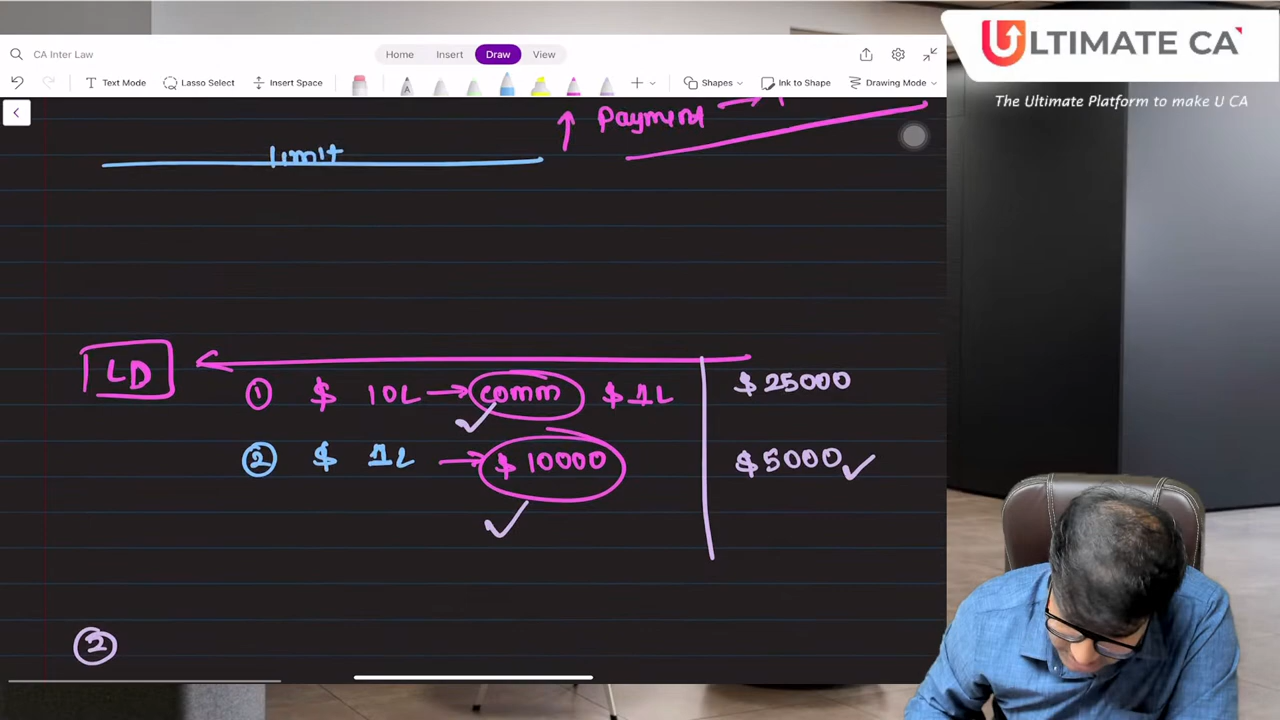 ULTIMATE CA
The Ultimate Platform to make U CA
CA Inter Law
Home Insert Draw View
Text Mode Lasso Select Insert Space Shapes Ink to Shape Drawing Mode
Payment →
limit
LD
① $ 10L → comm $ 1L $ 25000
② $ 1L → $ 10000 $ 5000 ✓
②